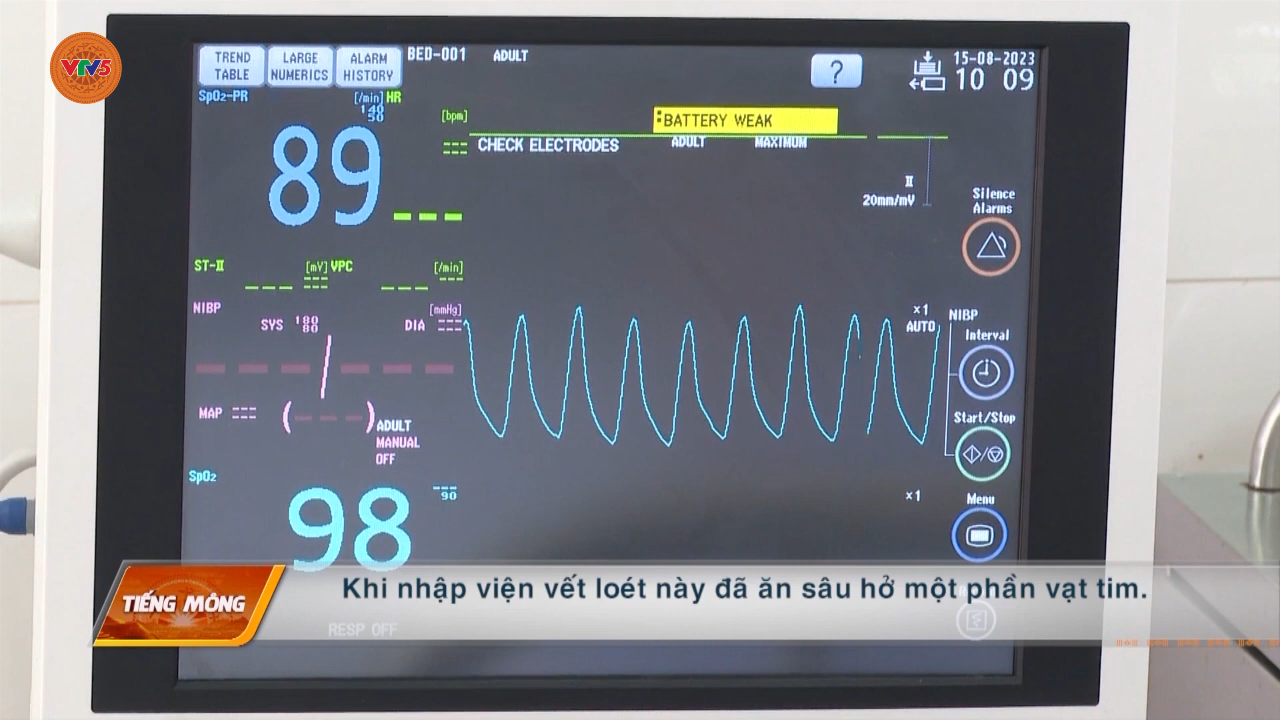 VTV5
TREND TABLE
LARGE NUMERICS
ALARM HISTORY
BED-001
ADULT
?
15-08-2023
10 09
SpO2-PR
[/min]
HR
140
50
[bpm]
BATTERY WEAK
89
CHECK ELECTRODES
ADULT
MAXIMUM
II
20mm/mV
Silence Alarms
ST-II
[mV]
VPC
[/min]
NIBP
[mmHg]
SYS
180
80
DIA
×1
AUTO
NIBP
Interval
MAP
( )
ADULT
MANUAL
OFF
Start/Stop
SpO2
90
×1
98
Menu
TIẾNG MÔNG
Khi nhập viện vết loét này đã ăn sâu hở một phần vạt tim.
RESP OFF